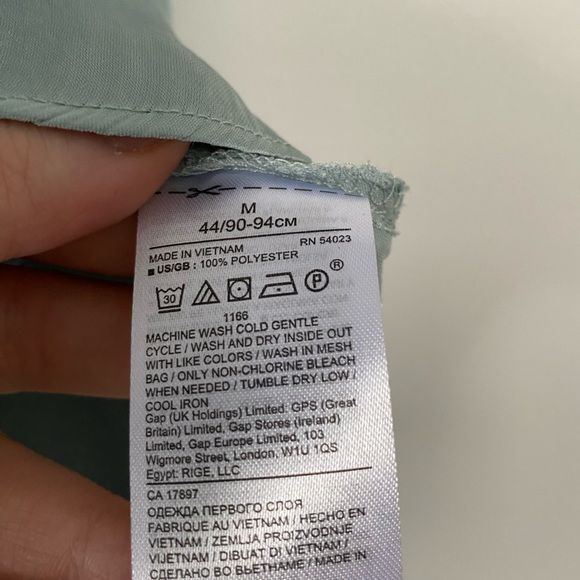 M
44/90-94см
MADE IN VIETNAM RN 54023
■ US/GB : 100% POLYESTER
30 P ®
1166
MACHINE WASH COLD GENTLE
CYCLE / WASH AND DRY INSIDE OUT
WITH LIKE COLORS / WASH IN MESH
BAG / ONLY NON-CHLORINE BLEACH
WHEN NEEDED / TUMBLE DRY LOW /
COOL IRON
Gap (UK Holdings) Limited. GPS (Great
Britain) Limited, Gap Stores (Ireland)
Limited, Gap Europe Limited, 103
Wigmore Street, London, W1U 1QS
Egypt: RIGE, LLC
CA 17897
ОДЕЖДА ПЕРВОГО СЛОЯ
FABRIQUÉ AU VIETNAM / HECHO EN
VIETNAM / ZEMLJA PROIZVODNJE
VIJETNAM / DIBUAT DI VIETNAM /
СДЕЛАНО ВО ВЬЕТНАМЕ / MADE IN